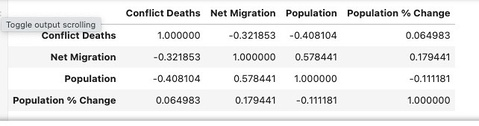 Conflict Deaths Net Migration Population Population % Change
Toggle output scrolling
Conflict Deaths 1.000000 -0.321853 -0.408104 0.064983
Net Migration -0.321853 1.000000 0.578441 0.179441
Population -0.408104 0.578441 1.000000 -0.111181
Population % Change 0.064983 0.179441 -0.111181 1.000000